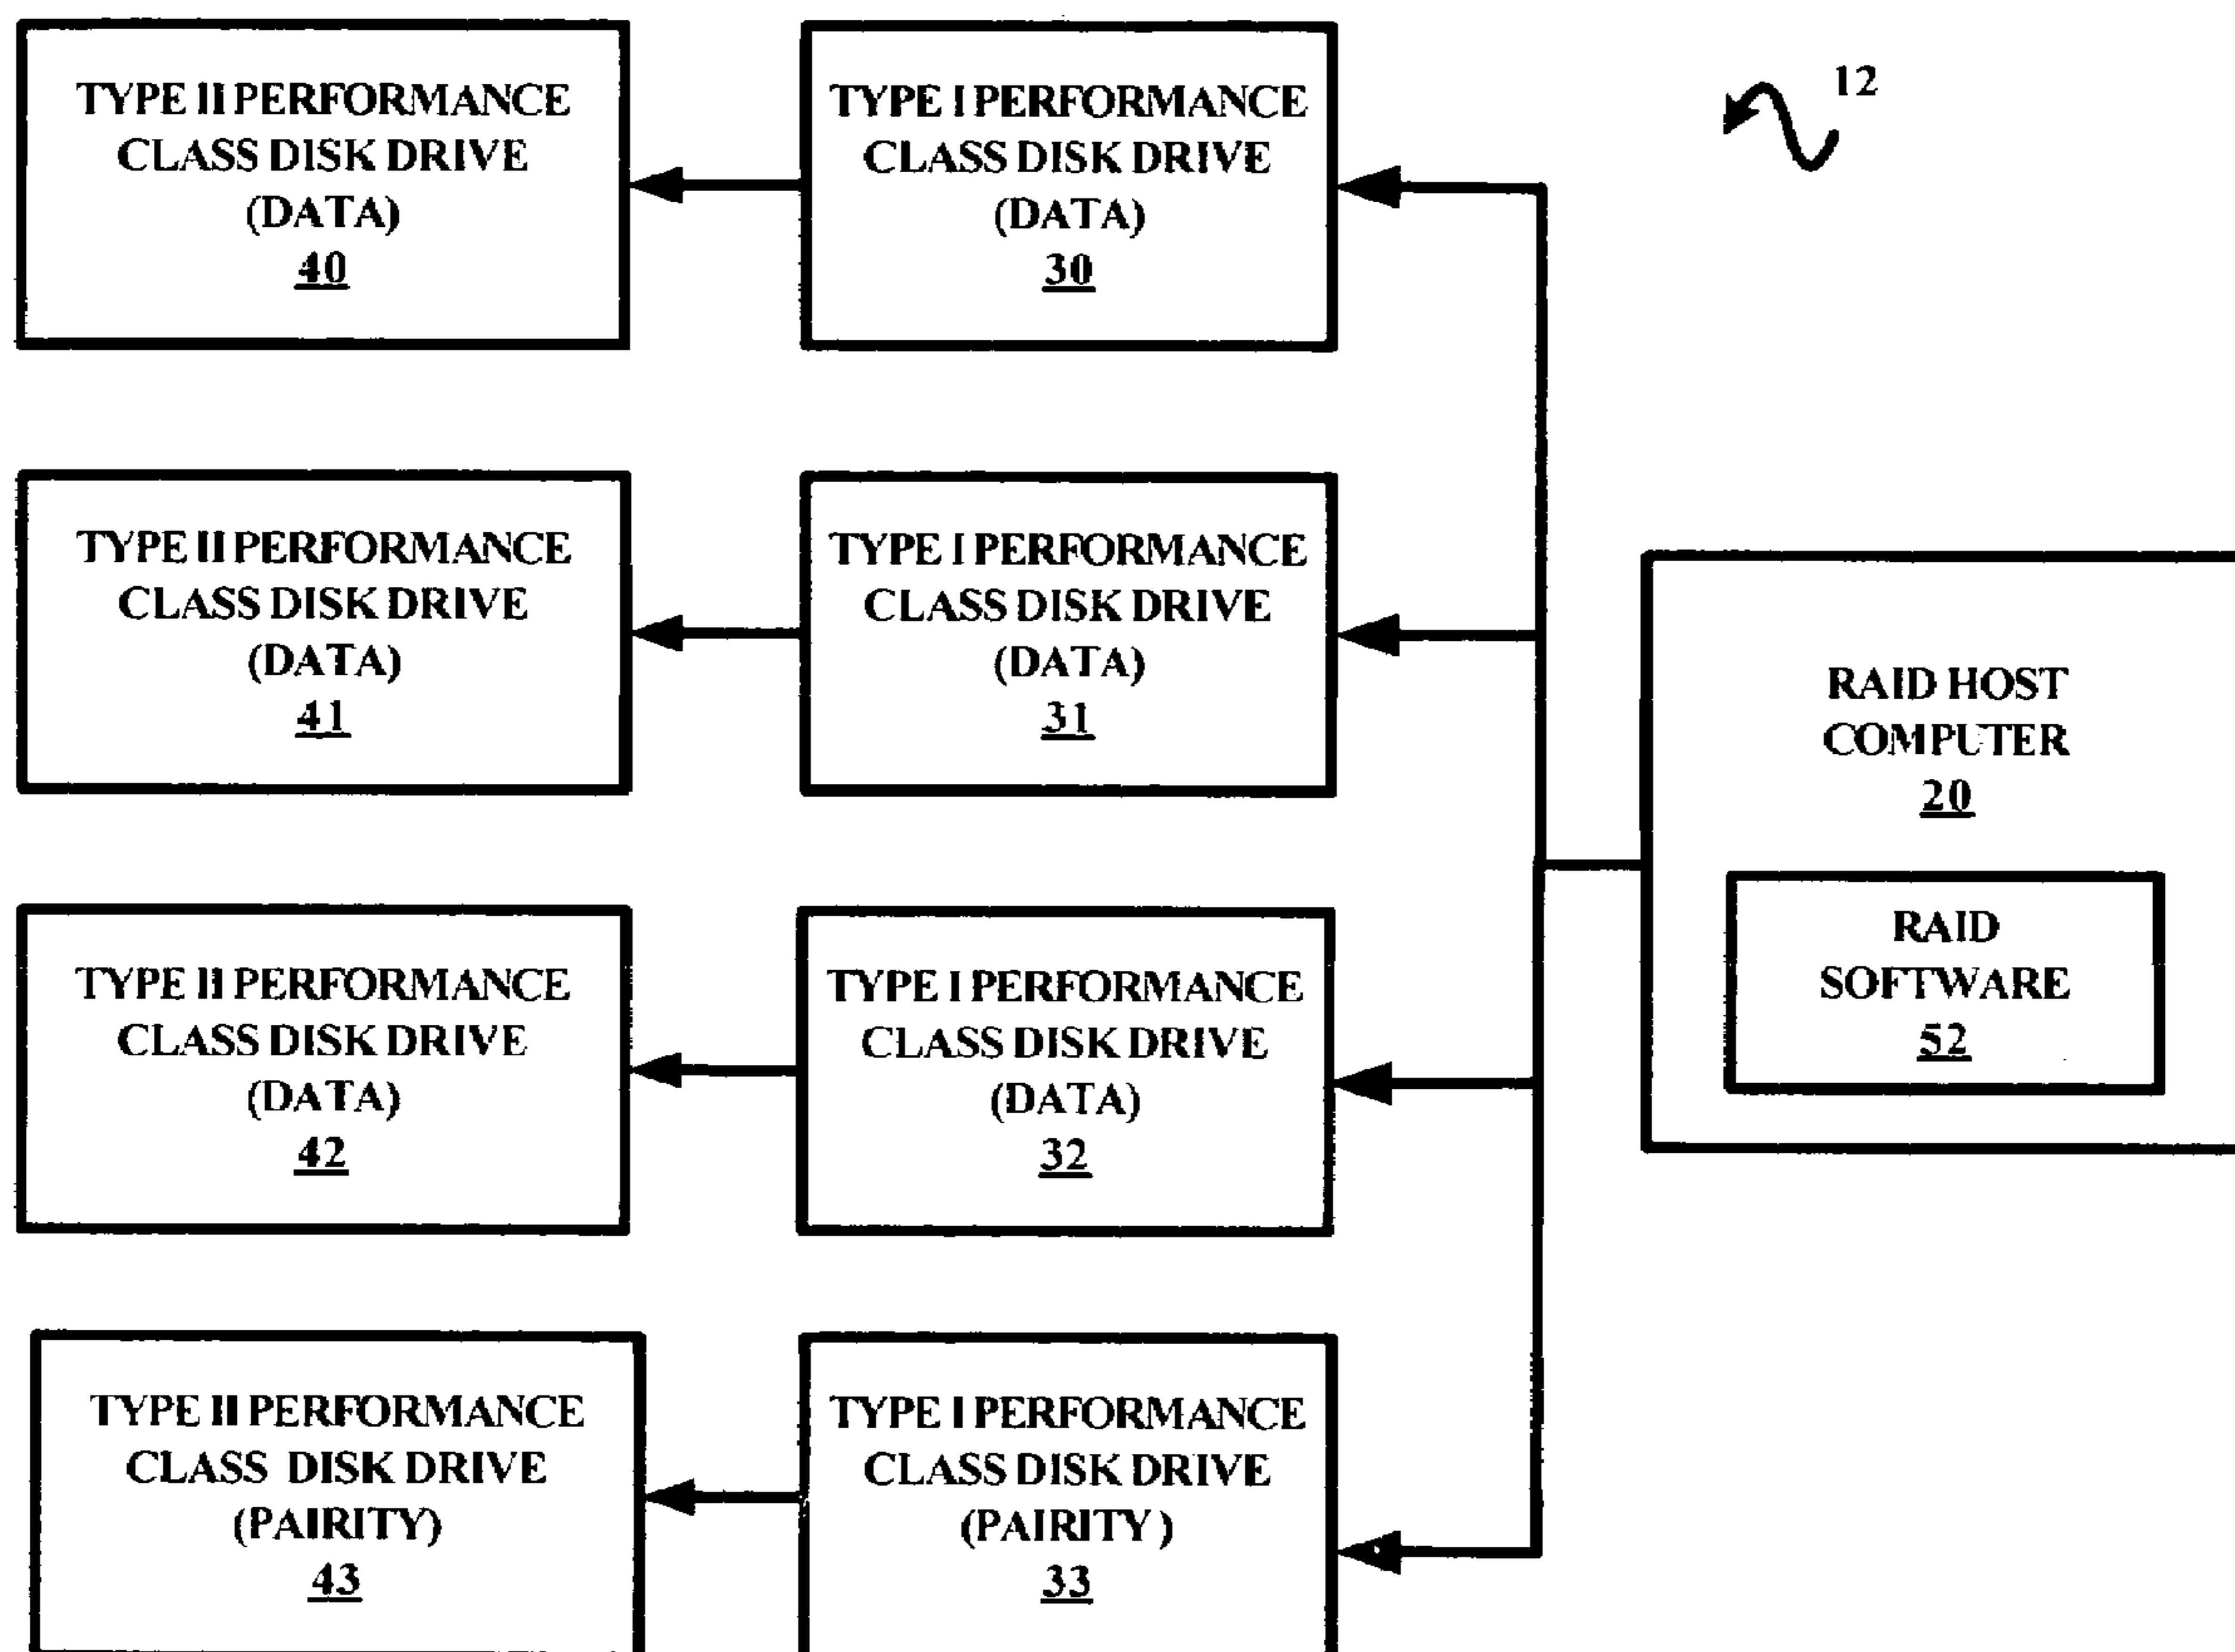 TYPE II PERFORMANCE
CLASS DISK DRIVE
(DATA)
40
TYPE I PERFORMANCE
CLASS DISK DRIVE
(DATA)
30
12
TYPE II PERFORMANCE
CLASS DISK DRIVE
(DATA)
41
TYPE I PERFORMANCE
CLASS DISK DRIVE
(DATA)
31
RAID HOST
COMPUTER
20
RAID
SOFTWARE
52
TYPE II PERFORMANCE
CLASS DISK DRIVE
(DATA)
42
TYPE I PERFORMANCE
CLASS DISK DRIVE
(DATA)
32
TYPE II PERFORMANCE
CLASS DISK DRIVE
(PAIRITY)
43
TYPE I PERFORMANCE
CLASS DISK DRIVE
(PAIRITY )
33